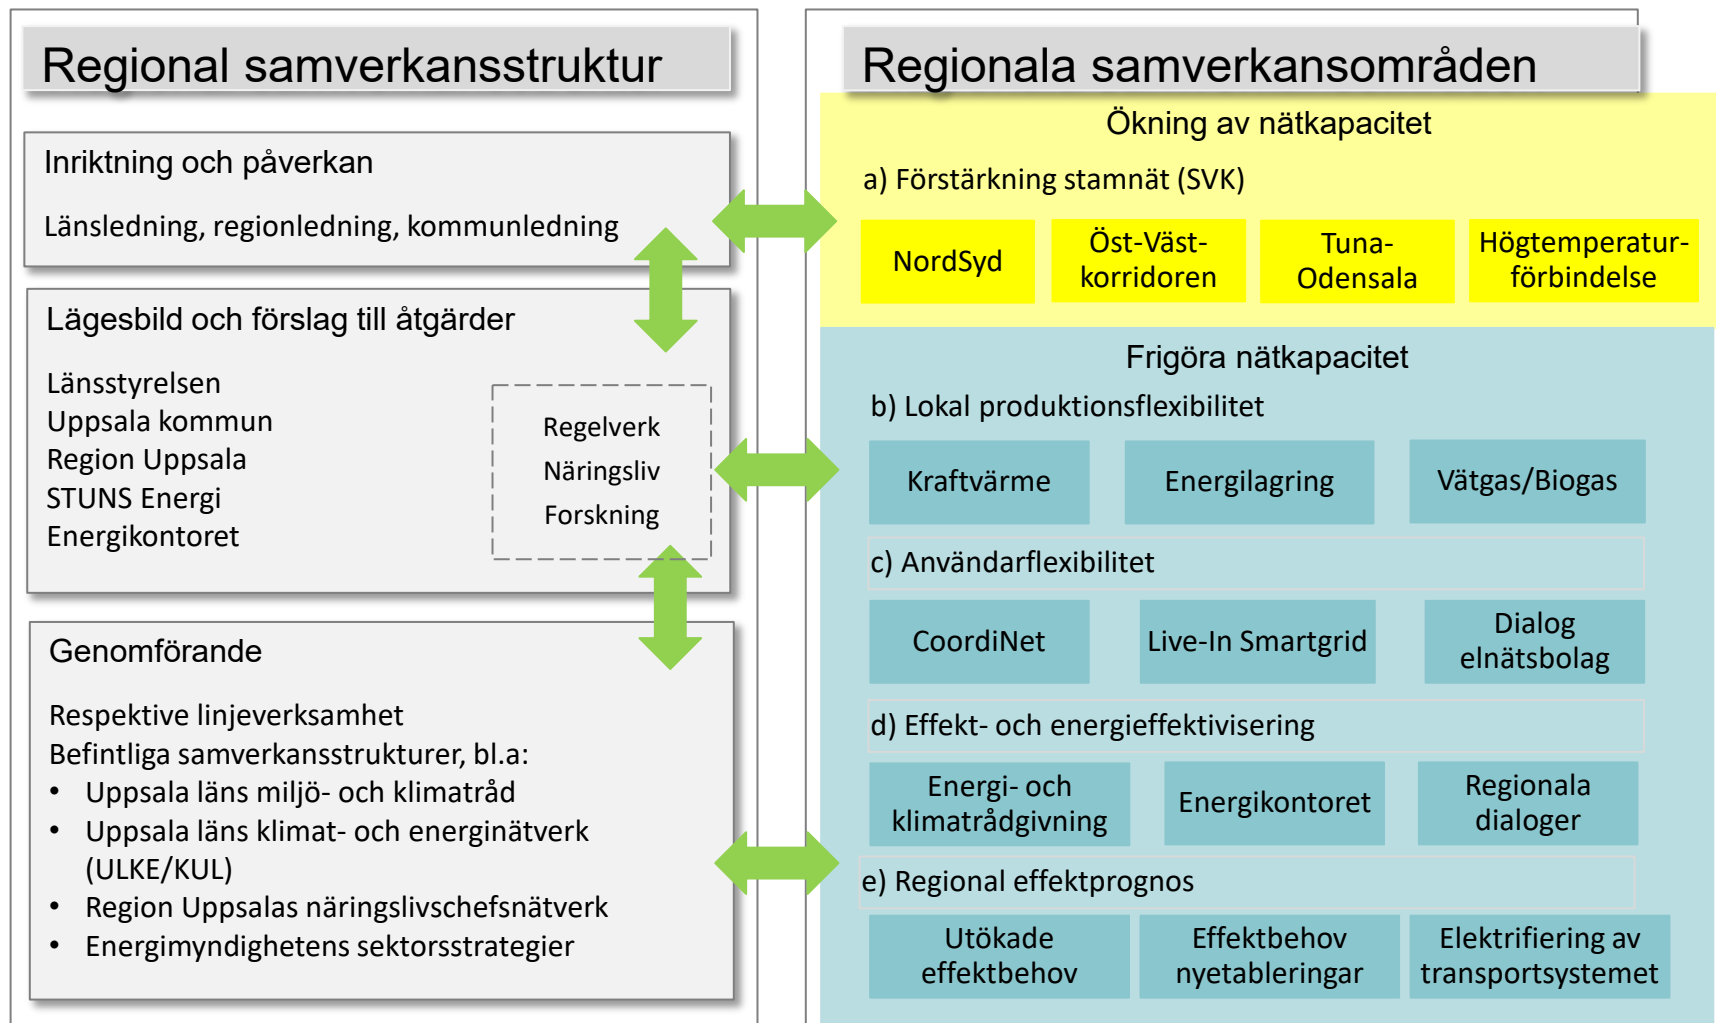 Regional samverkansstruktur
Inriktning och påverkan
Länsledning, regionledning, kommunledning
Lägesbild och förslag till åtgärder
Länsstyrelsen
Uppsala kommun
Region Uppsala
STUNS Energi
Energikontoret
Regelverk
Näringsliv
Forskning
Genomförande
Respektive linjeverksamhet
Befintliga samverkansstrukturer, bl.a:
• Uppsala läns miljö- och klimatråd
• Uppsala läns klimat- och energinätverk
(ULKE/KUL)
• Region Uppsalas näringslivschefsnätverk
• Energimyndighetens sektorsstrategier
Regionala samverkansområden
Ökning av nätkapacitet
a) Förstärkning stamnät (SVK)
NordSyd
Öst-Väst-
korridoren
Tuna-
Odensala
Högtemperatur-
förbindelse
Frigöra nätkapacitet
b) Lokal produktionsflexibilitet
Kraftvärme
Energilagring
Vätgas/Biogas
c) Användarflexibilitet
CoordiNet
Live-In Smartgrid
Dialog
elnätsbolag
d) Effekt- och energieffektivisering
Energi- och
klimatrådgivning
Energikontoret
Regionala
dialoger
e) Regional effektprognos
Utökade
effektbehov
Effektbehov
nyetableringar
Elektrifiering av
transportsystemet